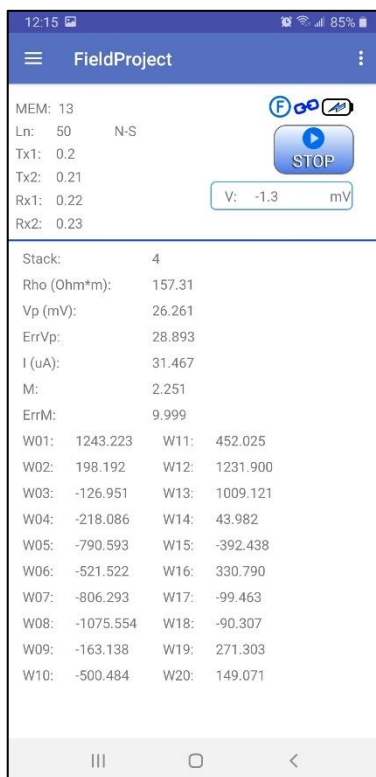 12:15 85%
FieldProject
MEM: 13 F
Ln: 50 N-S
Tx1: 0.2
STOP
Tx2: 0.21
Rx1: 0.22 V: -1.3 mV
Rx2: 0.23
Stack: 4
Rho (Ohm*m): 157.31
Vp (mV): 26.261
ErrVp: 28.893
I (uA): 31.467
M: 2.251
ErrM: 9.999
W01: 1243.223 W11: 452.025
W02: 198.192 W12: 1231.900
W03: -126.951 W13: 1009.121
W04: -218.086 W14: 43.982
W05: -790.593 W15: -392.438
W06: -521.522 W16: 330.790
W07: -806.293 W17: -99.463
W08: -1075.554 W18: -90.307
W09: -163.138 W19: 271.303
W10: -500.484 W20: 149.071